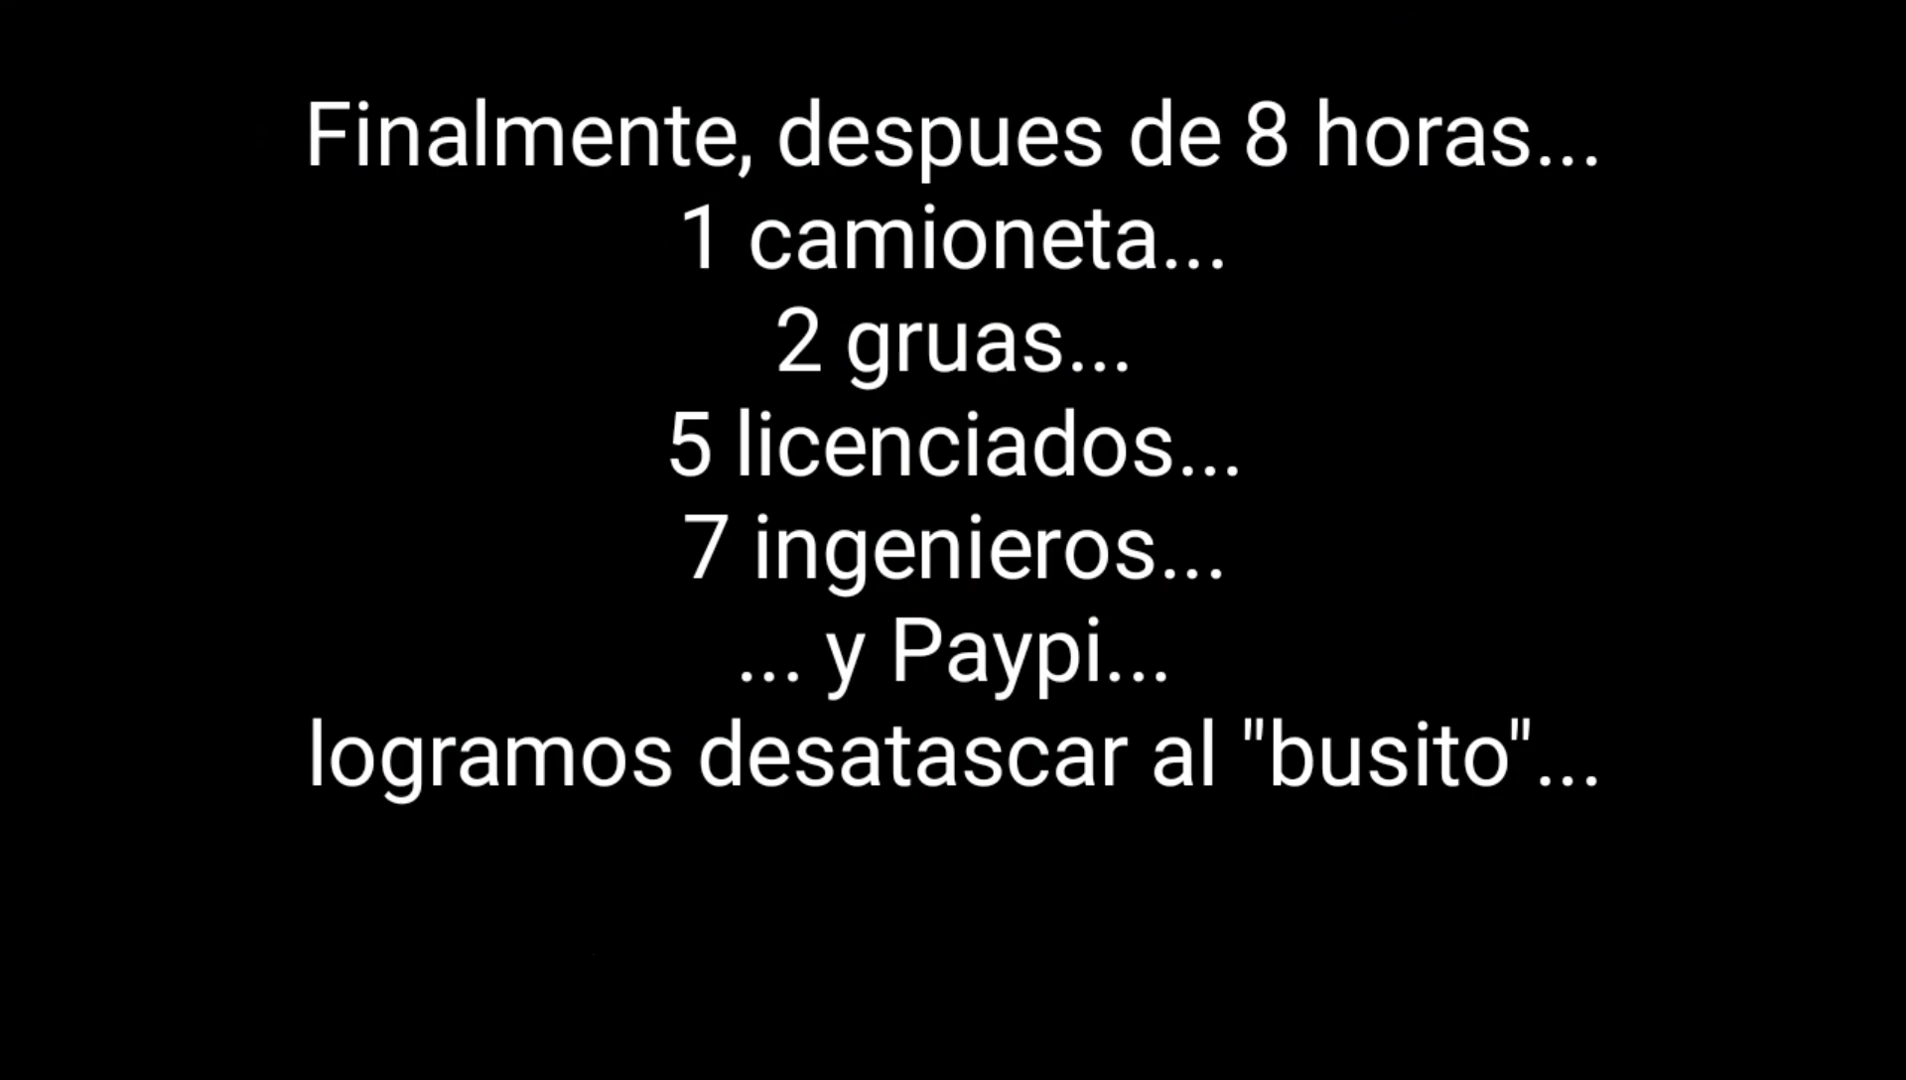 Finalmente, despues de 8 horas...
1 camioneta...
2 gruas...
5 licenciados...
7 ingenieros...
... y Paypi...
logramos desatascar al "busito"...